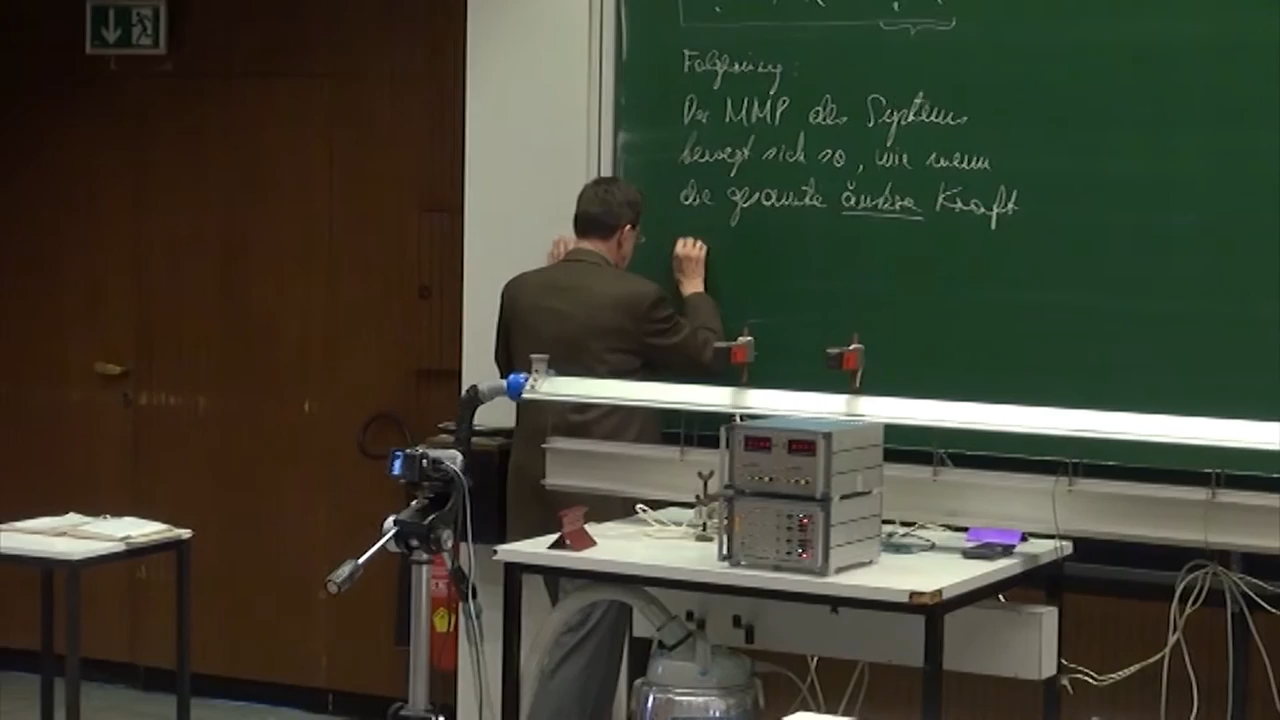 Folgerung:
Der MMP des Systems
bewegt sich so, wie wenn
die gesamte äußere Kraft